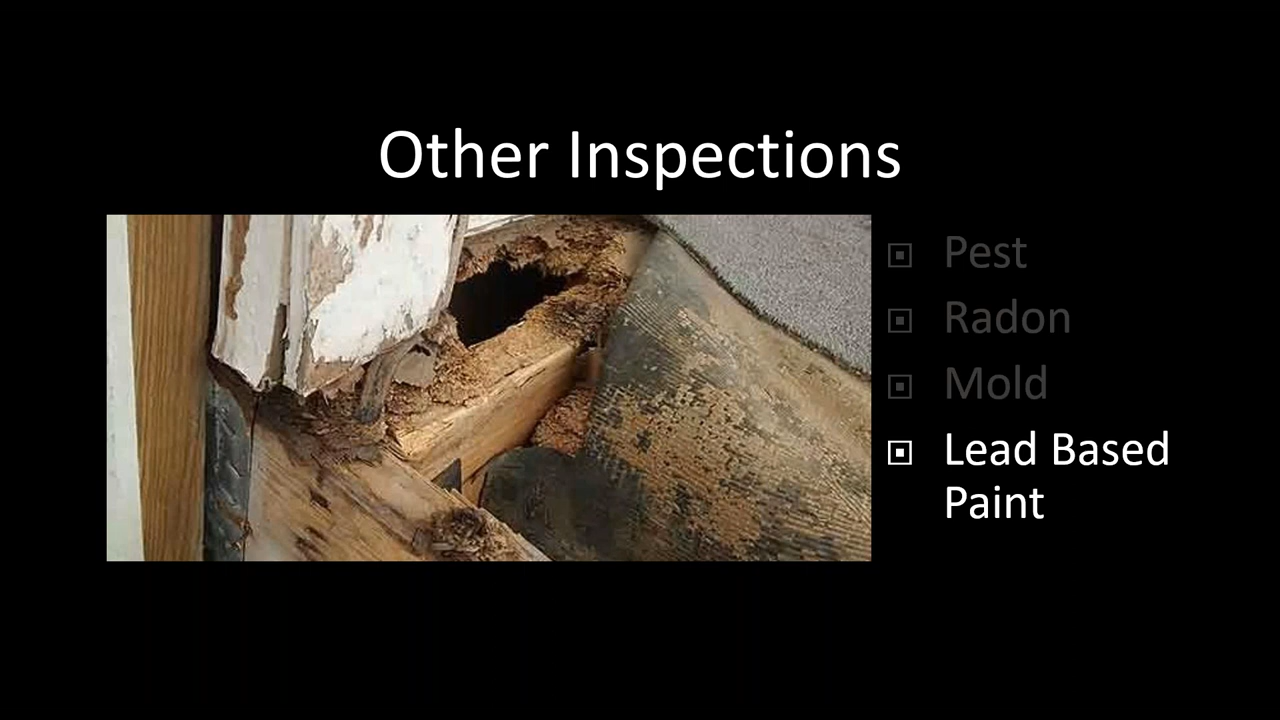 Other Inspections
Pest
Radon
Mold
Lead Based
Paint